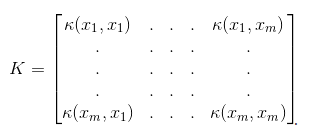 κ(x₁, x₁) . . . κ(x₁, xₘ)
. . . . .
K = . . . . .
. . . . .
κ(xₘ, x₁) . . . κ(xₘ, xₘ) .